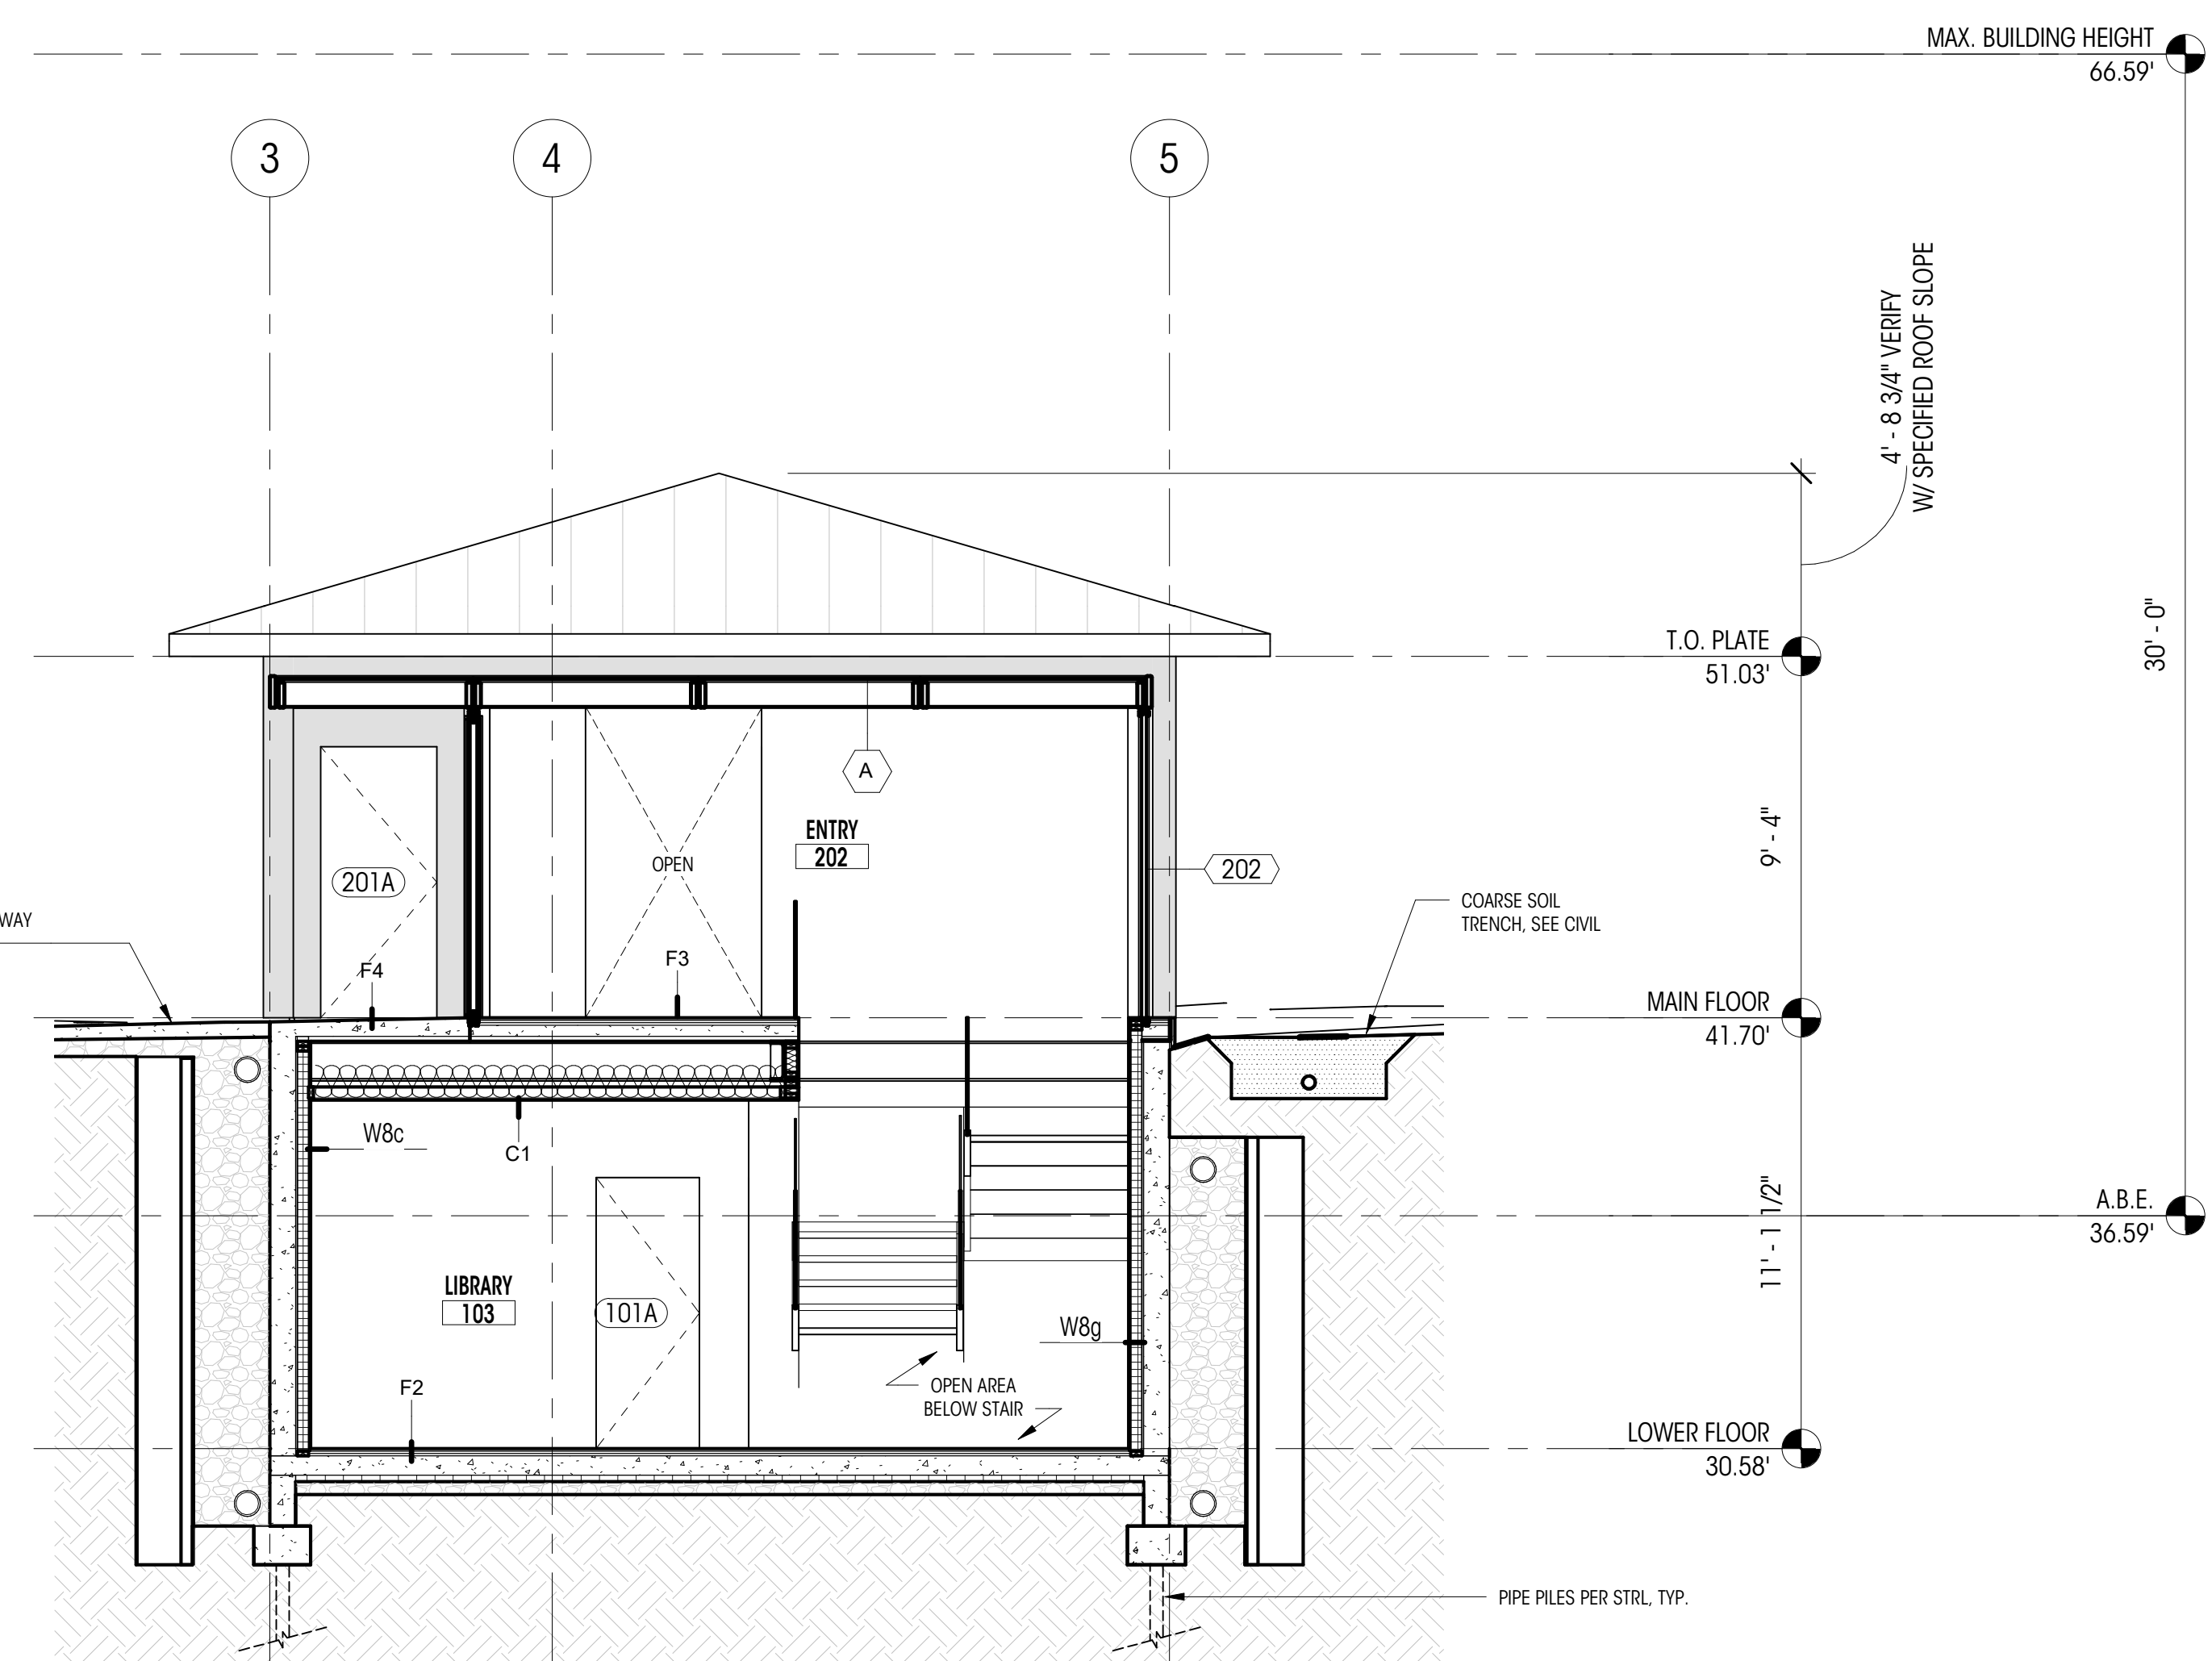 MAX. BUILDING HEIGHT
66.59'
3
4
5
4' - 8 3/4" VERIFY
W/ SPECIFIED ROOF SLOPE
30' - 0"
T.O. PLATE
51.03'
A
ENTRY
202
OPEN
201A
202
9' - 4"
COARSE SOIL
TRENCH, SEE CIVIL
WAY
F4
F3
MAIN FLOOR
41.70'
W8c
C1
11' - 1 1/2"
A.B.E.
36.59'
LIBRARY
103
101A
W8g
F2
OPEN AREA
BELOW STAIR
LOWER FLOOR
30.58'
PIPE PILES PER STRL, TYP.